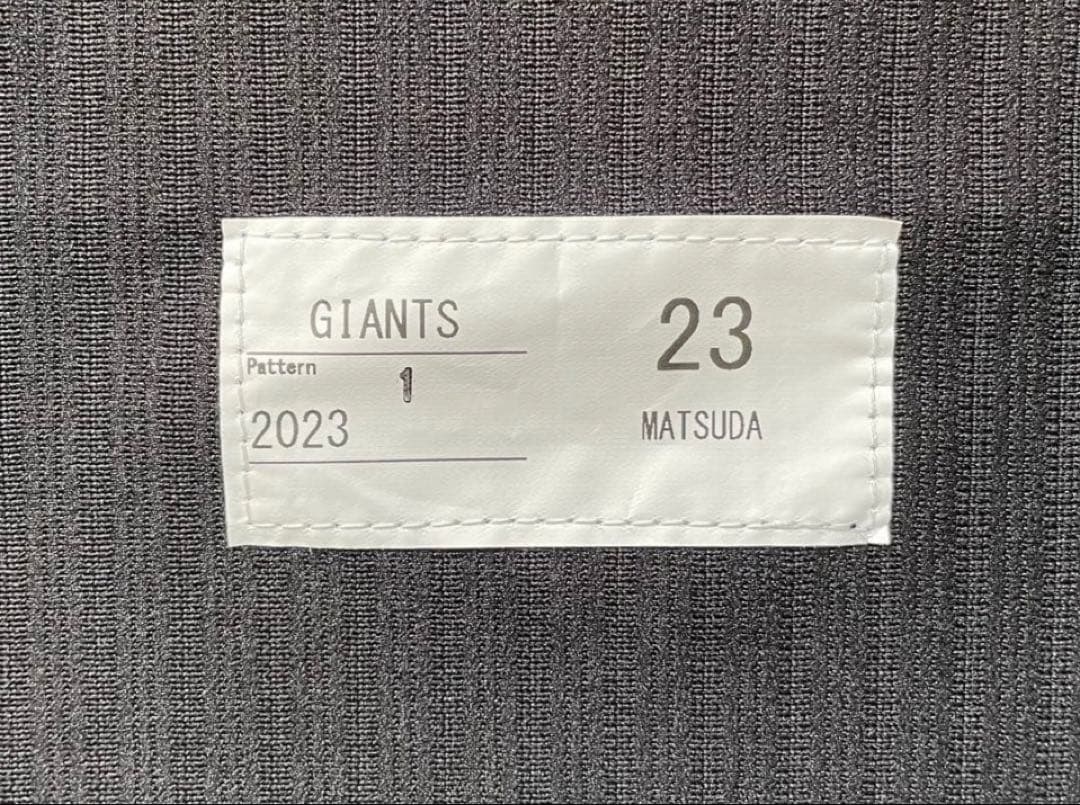 GIANTS
Pattern
1
2023
23
MATSUDA